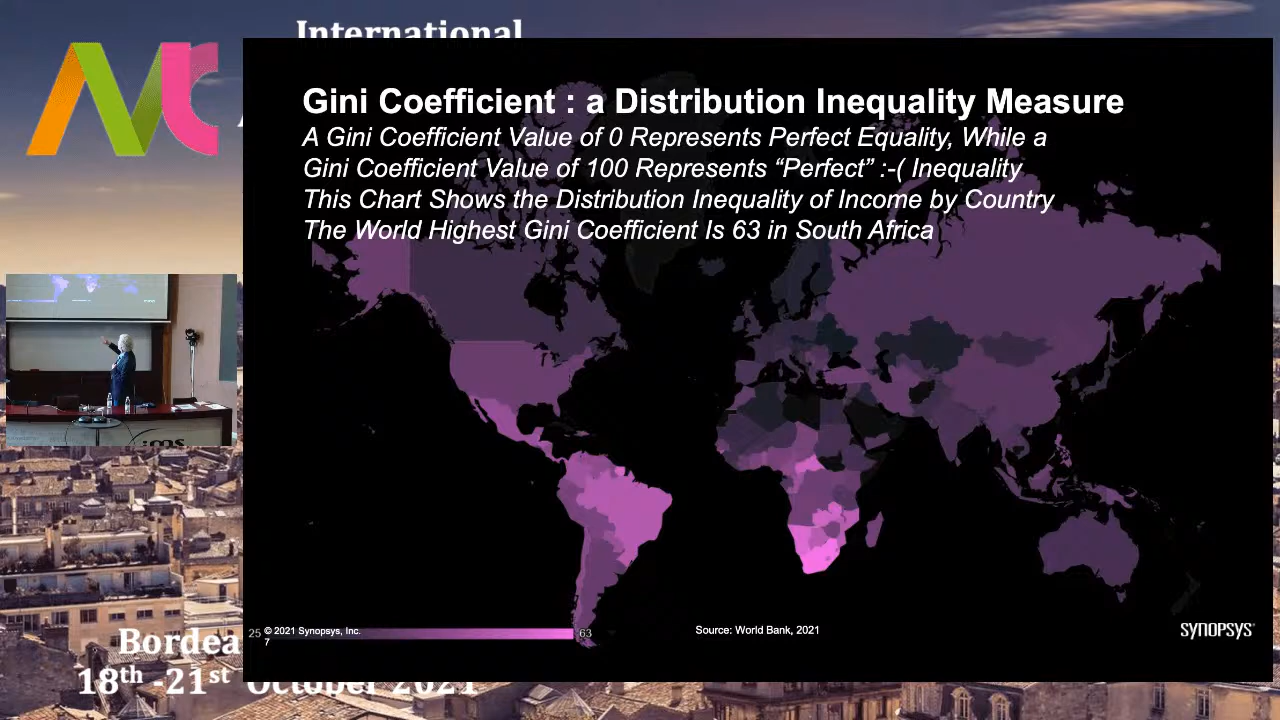 International
Gini Coefficient : a Distribution Inequality Measure
A Gini Coefficient Value of 0 Represents Perfect Equality, While a
Gini Coefficient Value of 100 Represents “Perfect” :-( Inequality
This Chart Shows the Distribution Inequality of Income by Country
The World Highest Gini Coefficient Is 63 in South Africa
ims
25
© 2021 Synopsys, Inc.
63
7
Source: World Bank, 2021
SYNOPSYS
Bordea
18th -21st October 2021